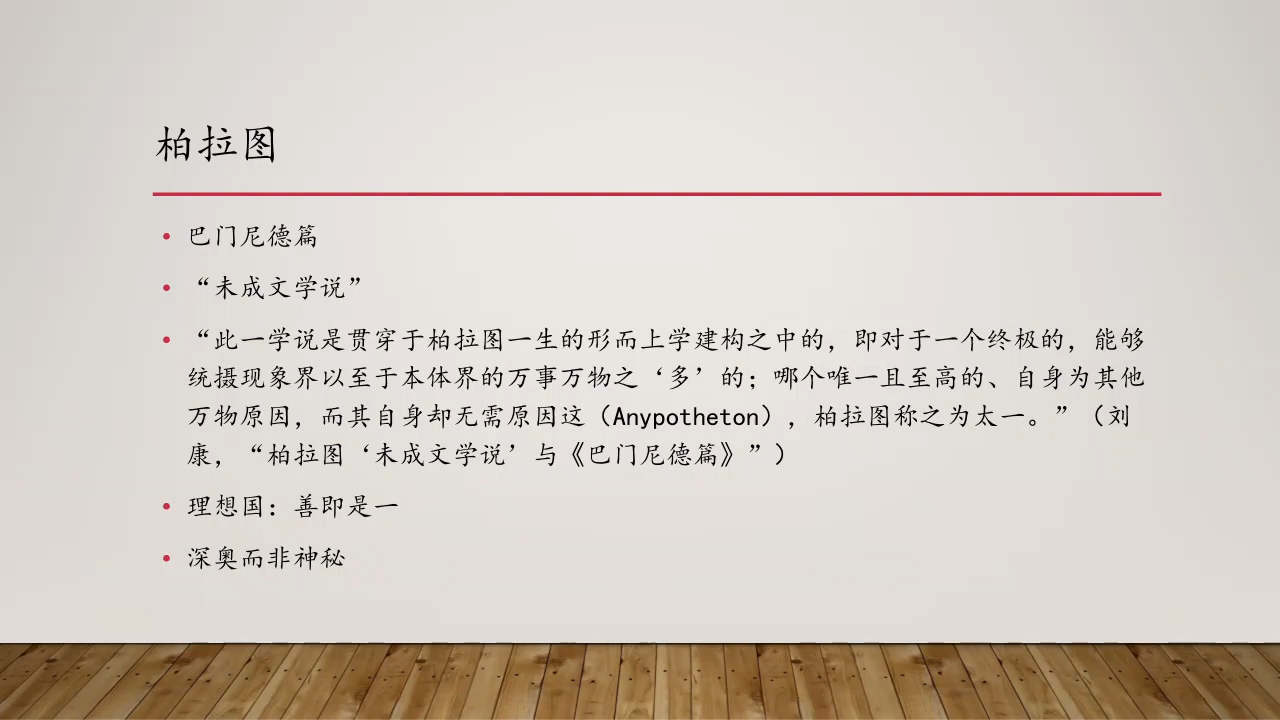 柏拉图
• 巴门尼德篇
• “未成文学说”
• “此一学说是贯穿于柏拉图一生的形而上学建构之中的，即对于一个终极的，能够
统摄现象界以至于本体界的万事万物之‘多’的；哪个唯一且至高的、自身为其他
万物原因，而其自身却无需原因这（Anypotheton），柏拉图称之为太一。”（刘
康，“柏拉图‘未成文学说’与《巴门尼德篇》”）
• 理想国：善即是一
• 深奥而非神秘